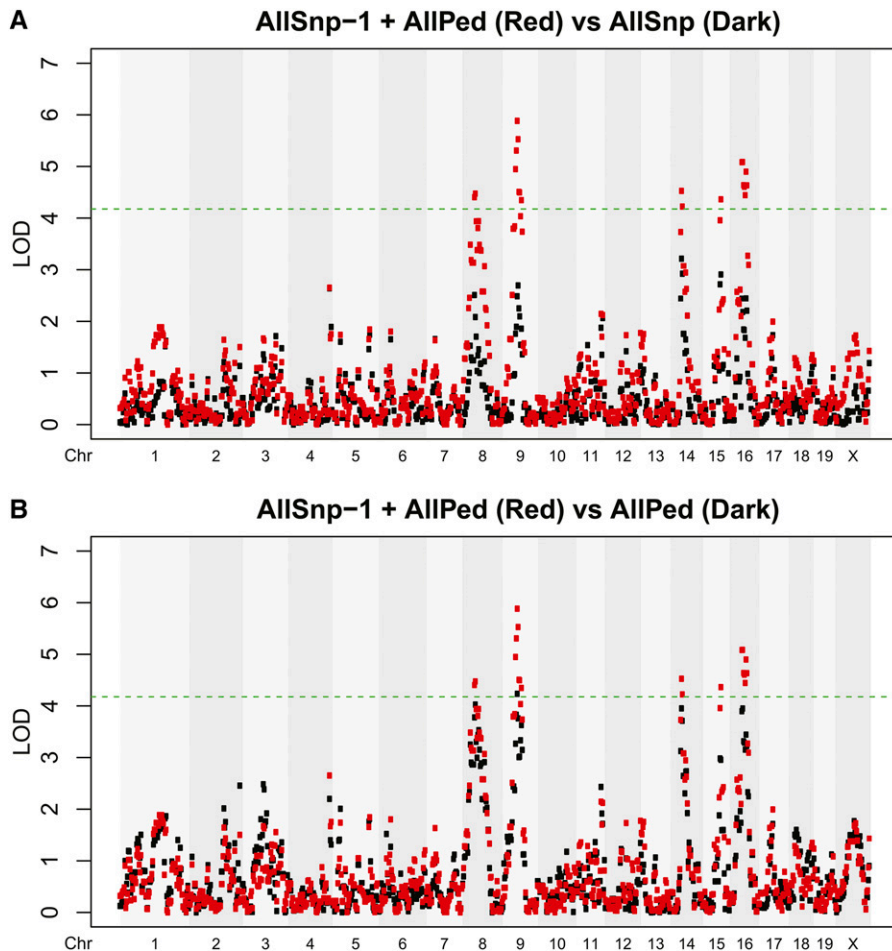 A
AllSnp−1 + AllPed (Red) vs AllSnp (Dark)
7
6
5
4
3
2
1
0
LOD
Chr 1 2 3 4 5 6 7 8 9 10 11 12 13 14 15 16 17 18 19 X
B
AllSnp−1 + AllPed (Red) vs AllPed (Dark)
7
6
5
4
3
2
1
0
LOD
Chr 1 2 3 4 5 6 7 8 9 10 11 12 13 14 15 16 17 18 19 X